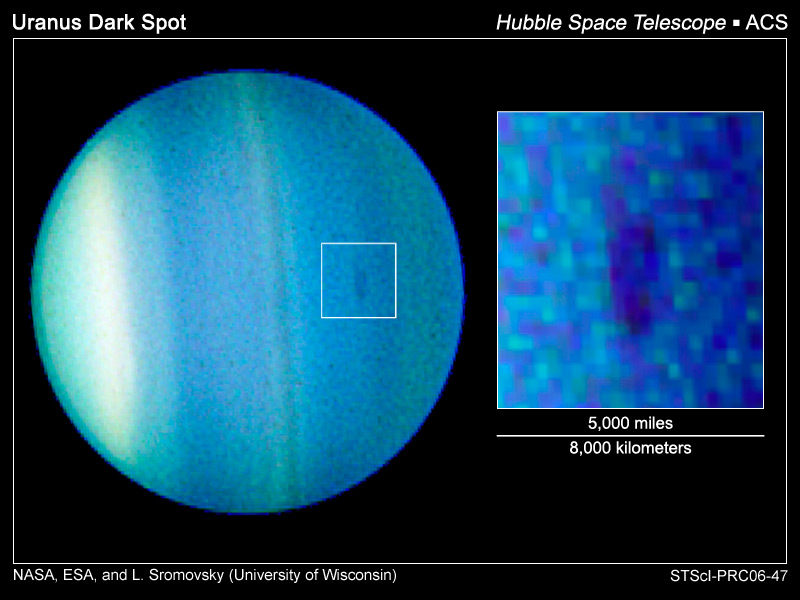 Uranus Dark Spot
Hubble Space Telescope ▪ ACS
5,000 miles
8,000 kilometers
NASA, ESA, and L. Sromovsky (University of Wisconsin)
STScI-PRC06-47